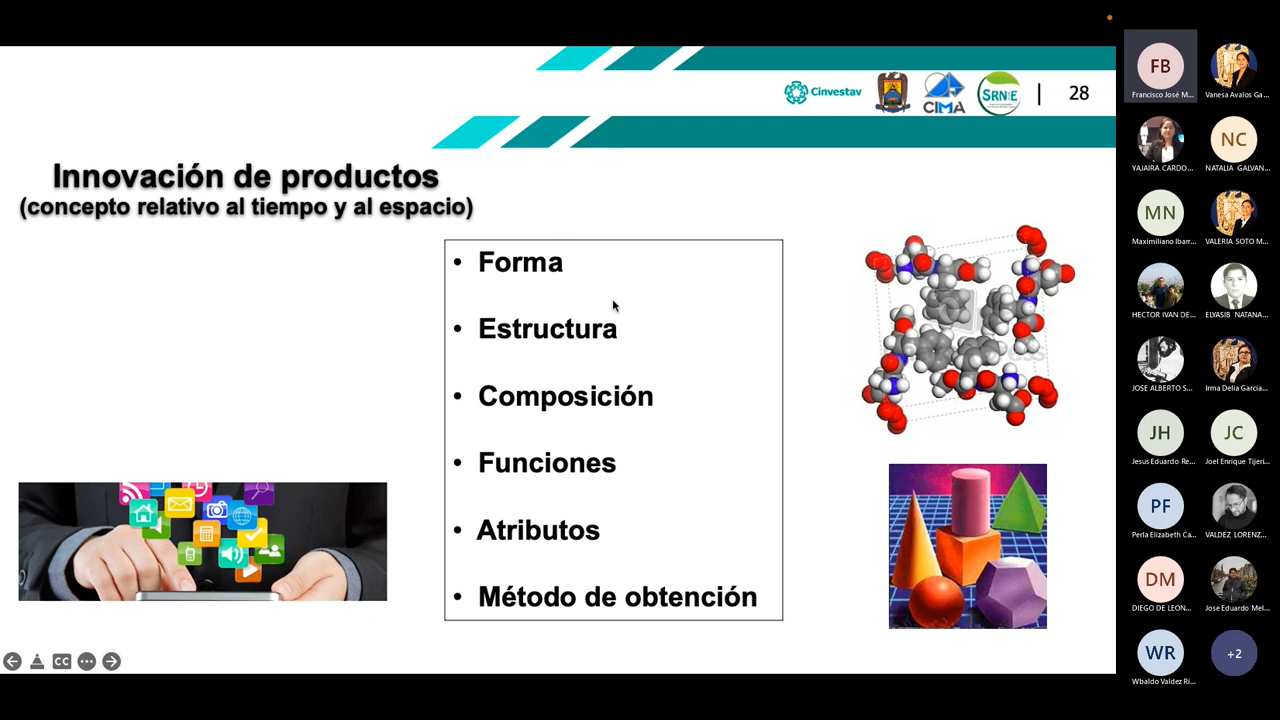 Cinvestav
CIMA
SRNyE
28
Innovación de productos
(concepto relativo al tiempo y al espacio)
• Forma
• Estructura
• Composición
• Funciones
• Atributos
• Método de obtención
CC
FB
Francisco José M...
Vanesa Avalos Ga...
YAJAIRA CARDO...
NC
NATALIA GALVAN...
MN
Maximiliano Ibarr...
VALERIA SOTO M...
HECTOR IVAN DE...
ELYASIB NATANA...
JOSE ALBERTO S...
Irma Delia Garcia...
JH
Jesus Eduardo Re...
JC
Joel Enrique Tijeri...
PF
Perla Elizabeth Ca...
VALDEZ LORENZ...
DM
DIEGO DE LEON...
Jose Eduardo Mel...
WR
Wbaldo Valdez Ri...
+2